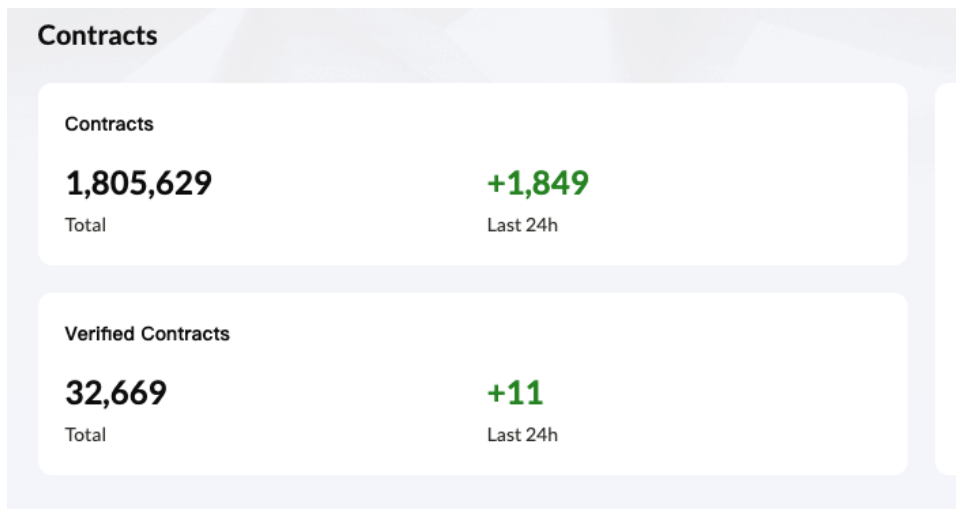 Contracts
Contracts
1,805,629
+1,849
Total
Last 24h
Verified Contracts
32,669
+11
Total
Last 24h